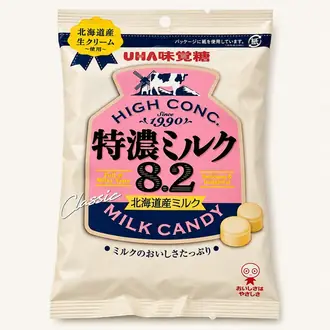 北海道産
生クリーム
〜使用〜
パッケージに紙を使用しています。
紙
UHA味覚糖
HIGH CONC.
Since
1990
特濃ミルク
8.2
北海道産ミルク
Classic
MILK CANDY
ミルクのおいしさたっぷり
おいしさは
やさしさ